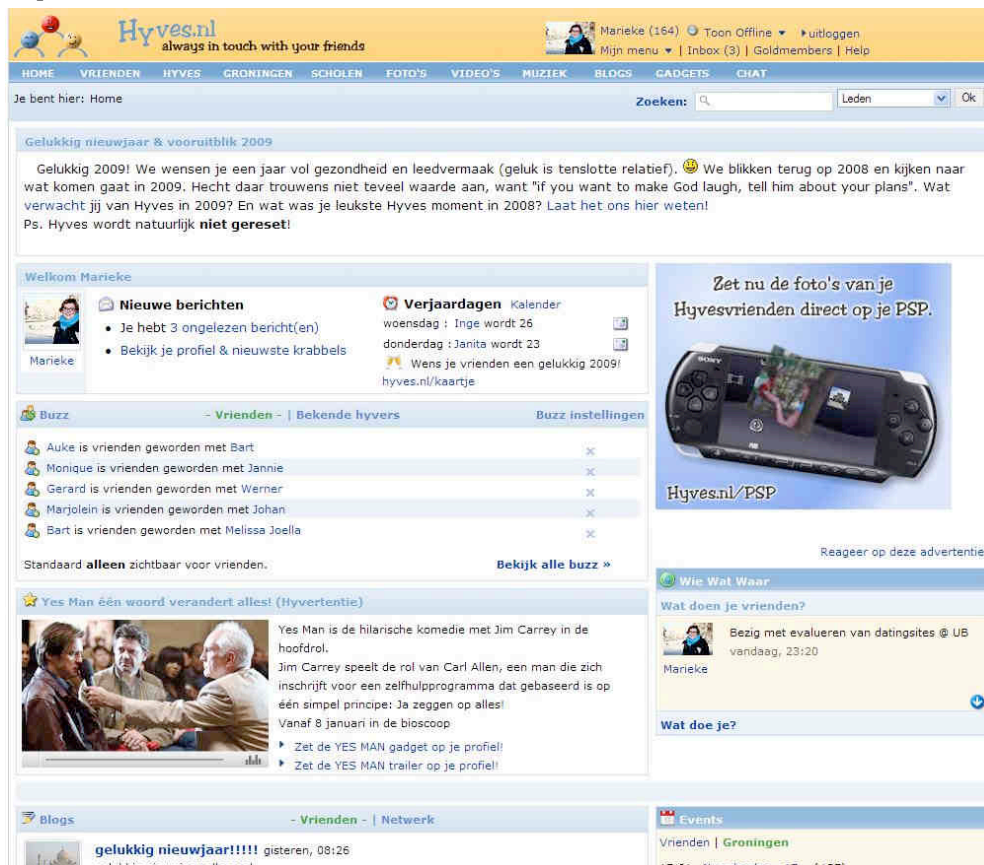 Hyves.nl
always in touch with your friends
Marieke (164) Toon Offline uitloggen
Mijn menu | Inbox (3) | Goldmembers | Help
HOME VRIENDEN HYVES GRONINGEN SCHOLEN FOTO'S VIDEO'S MUZIEK BLOGS GADGETS CHAT
Je bent hier: Home
Zoeken: Leden Ok
Gelukkig nieuwjaar & vooruitblik 2009
Gelukkig 2009! We wensen je een jaar vol gezondheid en leedvermaak (geluk is tenslotte relatief). We blikken terug op 2008 en kijken naar
wat komen gaat in 2009. Hecht daar trouwens niet teveel waarde aan, want "if you want to make God laugh, tell him about your plans". Wat
verwacht jij van Hyves in 2009? En wat was je leukste Hyves moment in 2008? Laat het ons hier weten!
Ps. Hyves wordt natuurlijk niet gereset!
Welkom Marieke
Marieke
Nieuwe berichten
• Je hebt 3 ongelezen bericht(en)
• Bekijk je profiel & nieuwste krabbels
Verjaardagen Kalender
woensdag : Inge wordt 26
donderdag : Janita wordt 23
Wens je vrienden een gelukkig 2009!
hyves.nl/kaartje
Zet nu de foto's van je
Hyvesvrienden direct op je PSP.
SONY
Hyves.nl/PSP
Reageer op deze advertentie
Buzz - Vrienden - | Bekende hyvers Buzz instellingen
Auke is vrienden geworden met Bart
Monique is vrienden geworden met Jannie
Gerard is vrienden geworden met Werner
Marjolein is vrienden geworden met Johan
Bart is vrienden geworden met Melissa Joella
Standaard alleen zichtbaar voor vrienden. Bekijk alle buzz »
Wie Wat Waar
Wat doen je vrienden?
Marieke
Bezig met evalueren van datingsites @ UB
vandaag, 23:20
Wat doe je?
Yes Man één woord verandert alles! (Hyvertentie)
Yes Man is de hilarische komedie met Jim Carrey in de
hoofdrol.
Jim Carrey speelt de rol van Carl Allen, een man die zich
inschrijft voor een zelfhulpprogramma dat gebaseerd is op
één simpel principe: Ja zeggen op alles!
Vanaf 8 januari in de bioscoop
Zet de YES MAN gadget op je profiel!
Zet de YES MAN trailer op je profiel!
Blogs - Vrienden - | Netwerk
gelukkig nieuwjaar!!!!! gisteren, 08:26
Events
Vrienden | Groningen